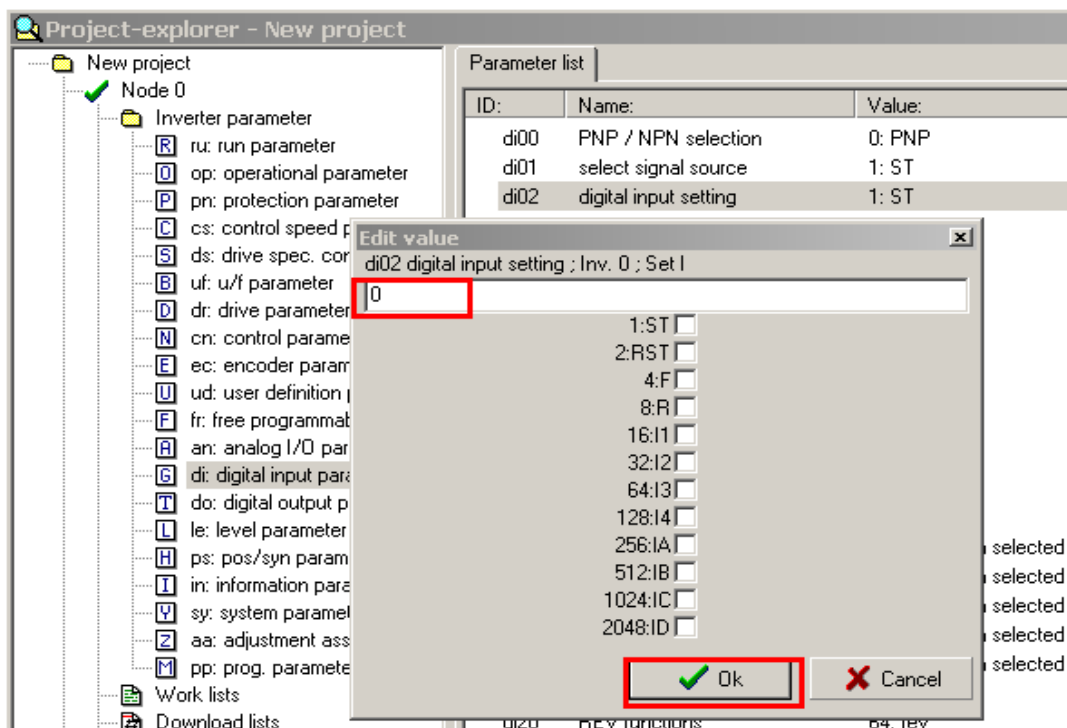 Project-explorer - New project
New project
Node 0
Inverter parameter
R ru: run parameter
O op: operational parameter
P pn: protection parameter
C cs: control speed p
S ds: drive spec. cor
B uf: u/f parameter
D dr: drive parameter
N cn: control parame
E ec: encoder param
U ud: user definition
F fr: free programmab
A an: analog I/O par
G di: digital input para
T do: digital output p
L le: level parameter
H ps: pos/syn param
I in: information para
Y sy: system paramet
Z aa: adjustment ass
M pp: prog. paramete
Work lists
Download lists
Parameter list
ID: Name: Value:
di00 PNP / NPN selection 0: PNP
di01 select signal source 1: ST
di02 digital input setting 1: ST
Edit value
di02 digital input setting ; Inv. 0 ; Set I
0
1:ST
2:RST
4:F
8:R
16:I1
32:I2
64:I3
128:I4
256:IA
512:IB
1024:IC
2048:ID
Ok Cancel
selected
selected
selected
selected
selected
di20 REV functions 64: rev